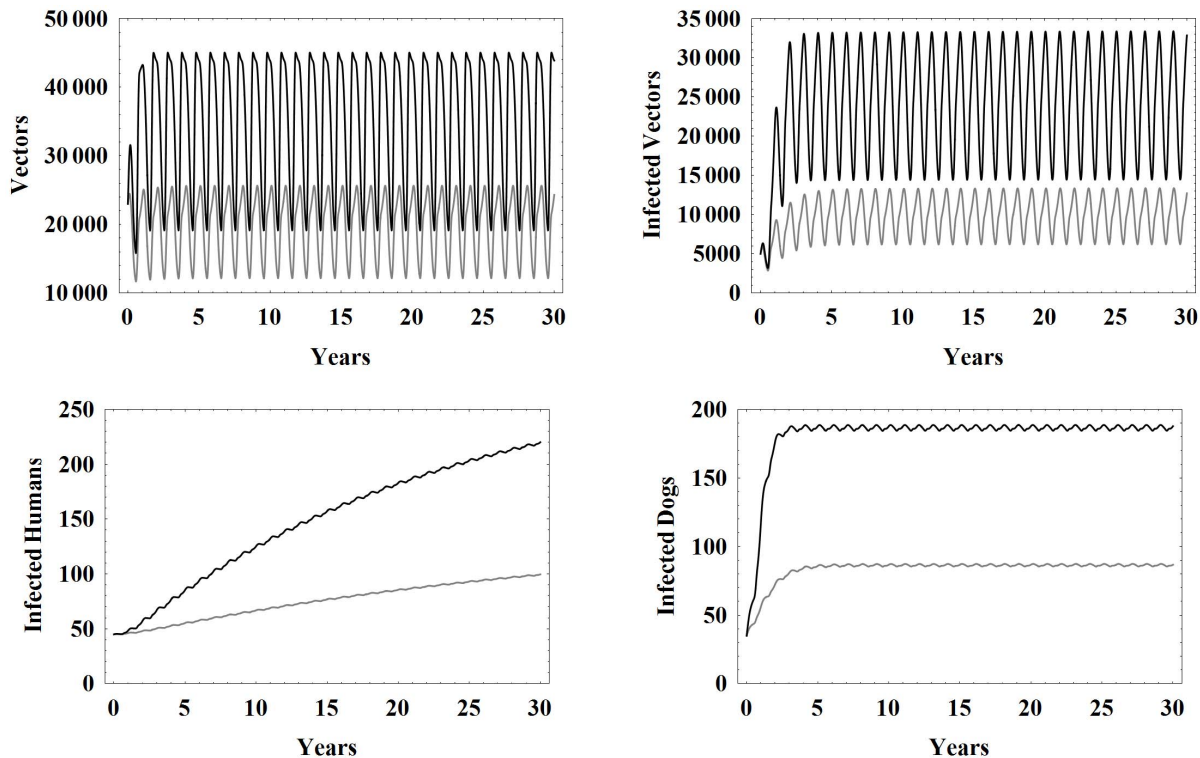 50 000
40 000
30 000
20 000
10 000
0 5 10 15 20 25 30
Vectors
Years
35 000
30 000
25 000
20 000
15 000
10 000
5000
0
0 5 10 15 20 25 30
Infected Vectors
Years
250
200
150
100
50
0
0 5 10 15 20 25 30
Infected Humans
Years
200
150
100
50
0
0 5 10 15 20 25 30
Infected Dogs
Years